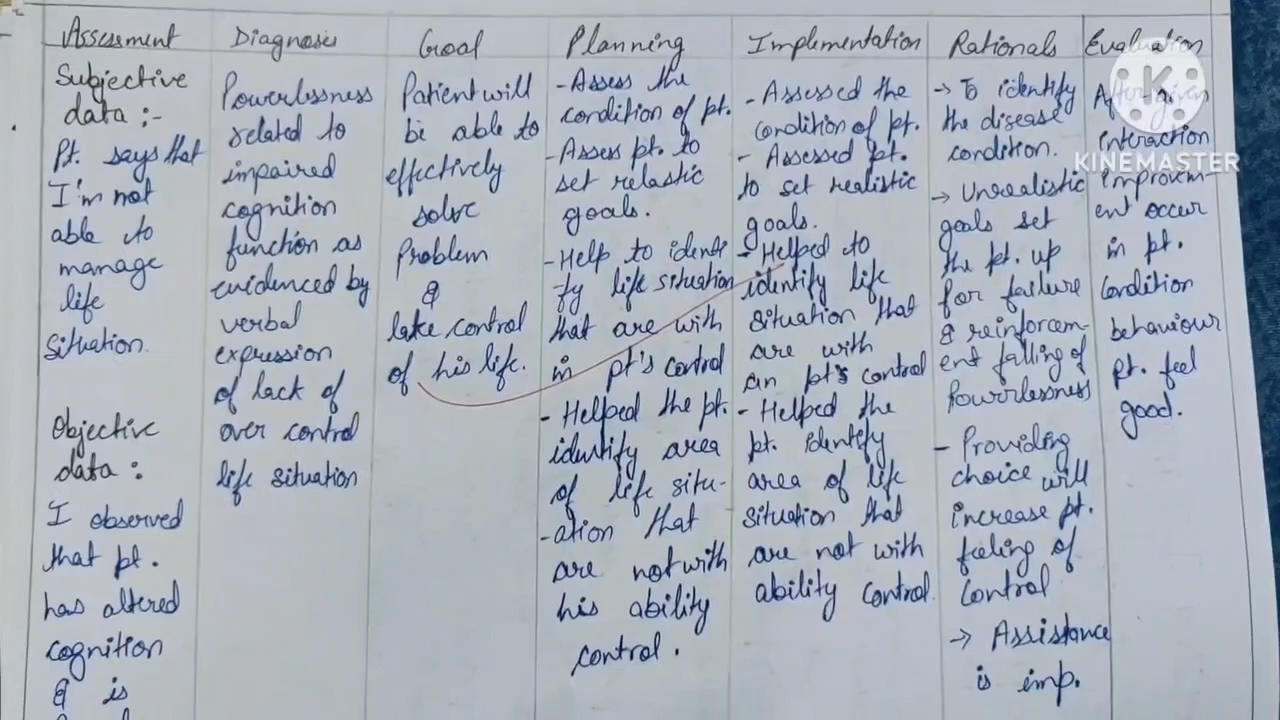 Assessment
Subjective
data :-
Pt. says that
I'm not
able to
manage
life
situation.
Objective
data :
I observed
that pt.
has altered
cognition
& is
Diagnosis
Powerlessness
related to
impaired
cognition
function as
evidenced by
verbal
expression
of lack of
over control
life situation
Goal
Patient will
be able to
effectively
solve
Problem
&
take control
of his life.
Planning
- Assess the
condition of pt.
- Assess pt. to
set relastic
goals.
- Help to identi
fy life situation
that are with
in pt's control
- Helped the pt.
identify area
of life situ-
-ation that
are not with
his ability
control.
Implementation
- Assessed the
condition of pt.
- Assessed pt.
to set realistic
goals.
- Helped to
identify life
situation that
are with
an pt's control
- Helped the
pt. identify
area of life
situation that
are not with
ability control.
Rationals
→ To identify
the disease
condition.
→ Unrealistic
goals set
the pt. up
for failure
& reinforcem-
ent falling of
Powrrlessness
- Providing
choice will
increase pt.
feeling of
control
→ Assistance
is imp.
Evaluation
After given
interaction
improvem-
ent occur
in pt.
condition
behaviour
pt. feel
good.
K
KINEMASTER